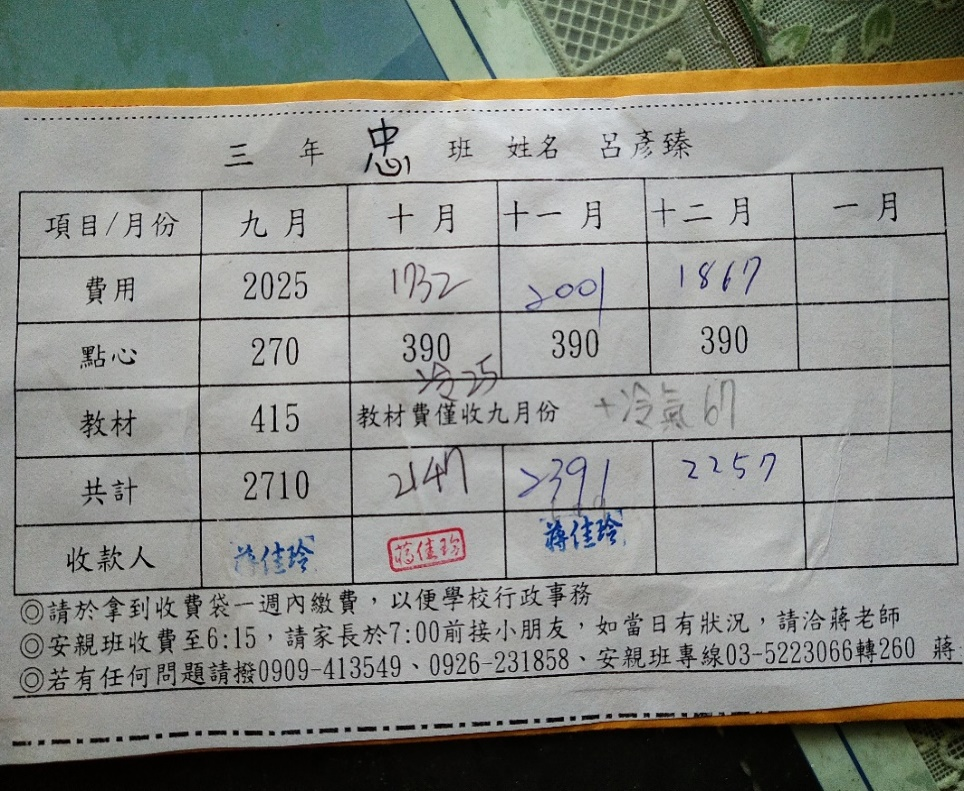 三 年 忠 班 姓名 呂彥臻
項目/月份 九月 十月 十一月 十二月 一月
費用 2025 1732 2001 1867
點心 270 390 390 390
冷25
教材 415 教材費僅收九月份 +冷氣67
共計 2710 2147 2391 2257
收款人 蔣佳玲 蔣佳玲 蔣佳玲
◎請於拿到收費袋一週內繳費，以便學校行政事務
◎安親班收費至6:15，請家長於7:00前接小朋友，如當日有狀況，請洽蔣老師
◎若有任何問題請撥0909-413549、0926-231858、安親班專線03-5223066轉260 蔣